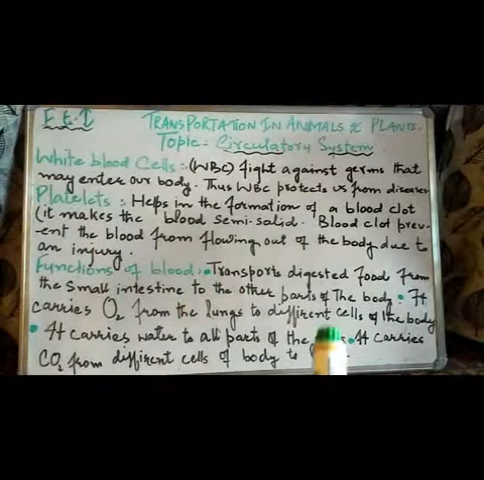 TRANSPORTATION IN ANIMALS & PLANTS.
Topic: Circulatory System
White blood Cells :- (WBC) fight against germs that
may enter our body. Thus WBC protects us from diseases
Platelets : Helps in the formation of a blood clot
(it makes the blood semi-solid. Blood clot prev-
ent the blood from flowing out of the body due to
an injury.
Functions of blood :- • Transports digested food from
the small intestine to the other parts of The body • It
carries O2 from the lungs to diffirent cells of the body
• It carries water to all parts of the • It carries
CO2 from diffirent cells of body to